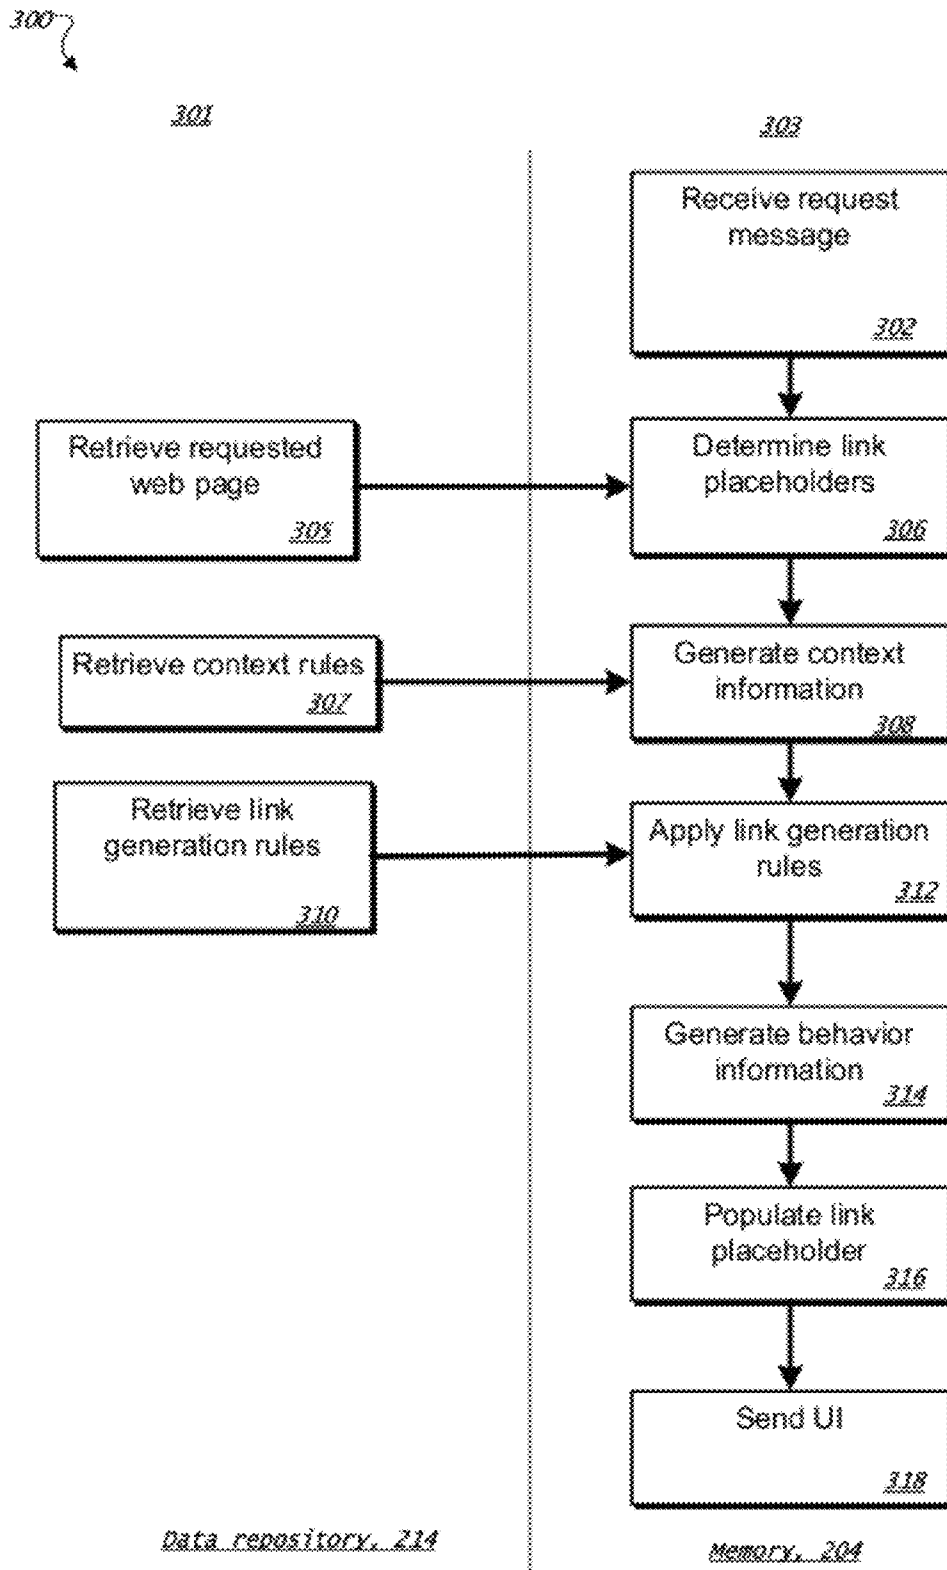 300
301
303
Receive request
message
302
Retrieve requested
web page
305
Determine link
placeholders
306
Retrieve context rules
307
Generate context
information
308
Retrieve link
generation rules
310
Apply link generation
rules
312
Generate behavior
information
314
Populate link
placeholder
316
Send UI
318
Data repository, 214
Memory, 204